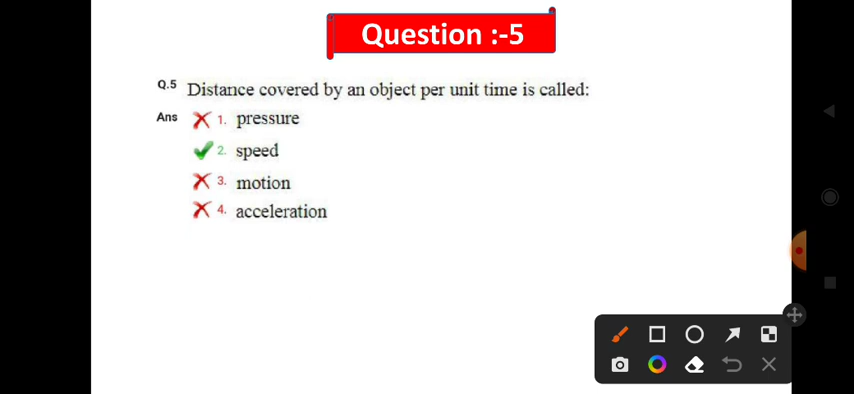 Question :-5
Q.5 Distance covered by an object per unit time is called:
Ans 1. pressure
2. speed
3. motion
4. acceleration